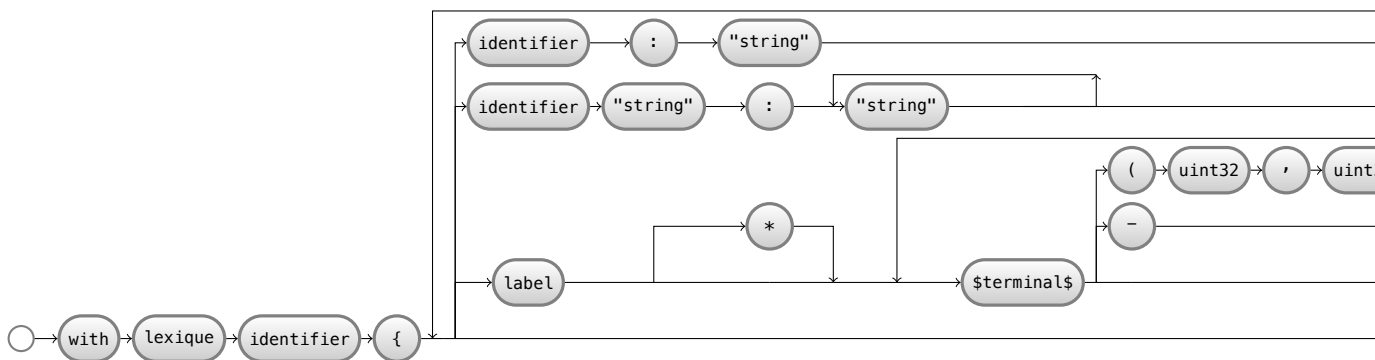 identifier : "string"
identifier "string" : "string"
( uint32 ,
* -
label $terminal$
with lexique identifier {